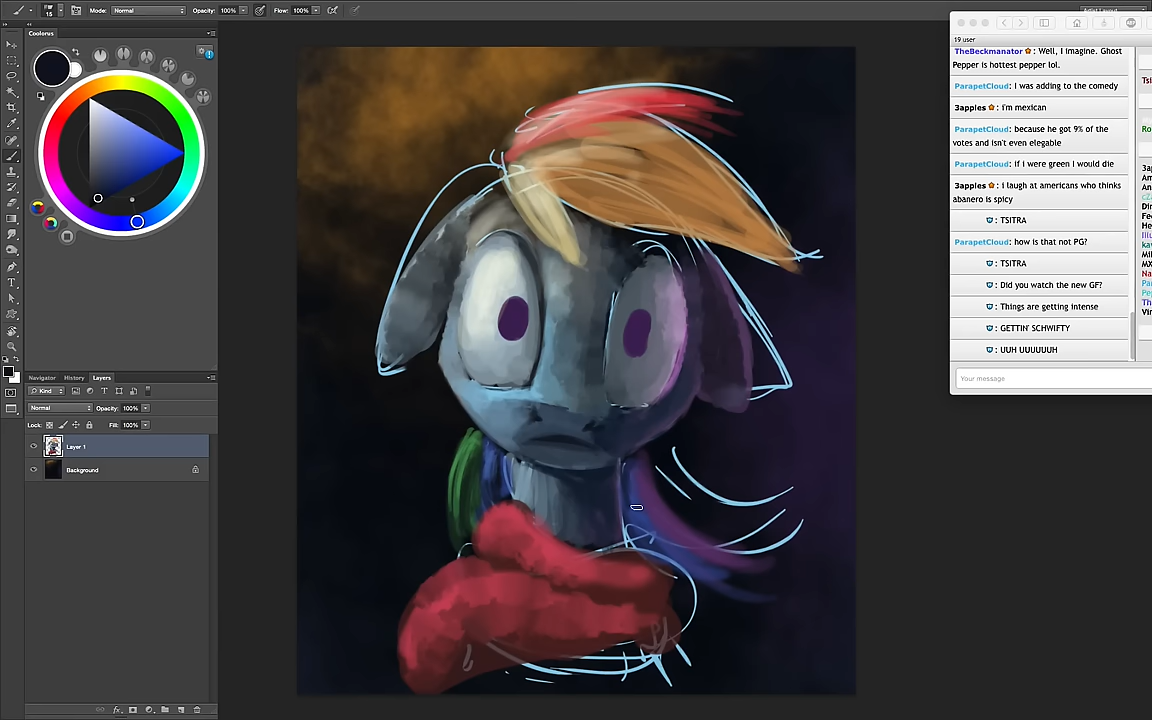 15
Mode: Normal
Opacity: 100%
Flow: 100%
Artist Layout
Coolorus
Navigator
History
Layers
Kind
Normal
Opacity: 100%
Lock:
Fill: 100%
Layer 1
Background
19 user
TheBeckmanator : Well, I imagine. Ghost
Pepper is hottest pepper lol.
ParapetCloud: I was adding to the comedy
3apples : i'm mexican
ParapetCloud: because he got 9% of the
votes and isn't even elegable
ParapetCloud: If i were green I would die
3apples : i laugh at americans who thinks
abanero is spicy
: TSITRA
ParapetCloud: how is that not PG?
: TSITRA
: Did you watch the new GF?
: Things are getting intense
: GETTIN' SCHWIFTY
: UUH UUUUUUH
Your message